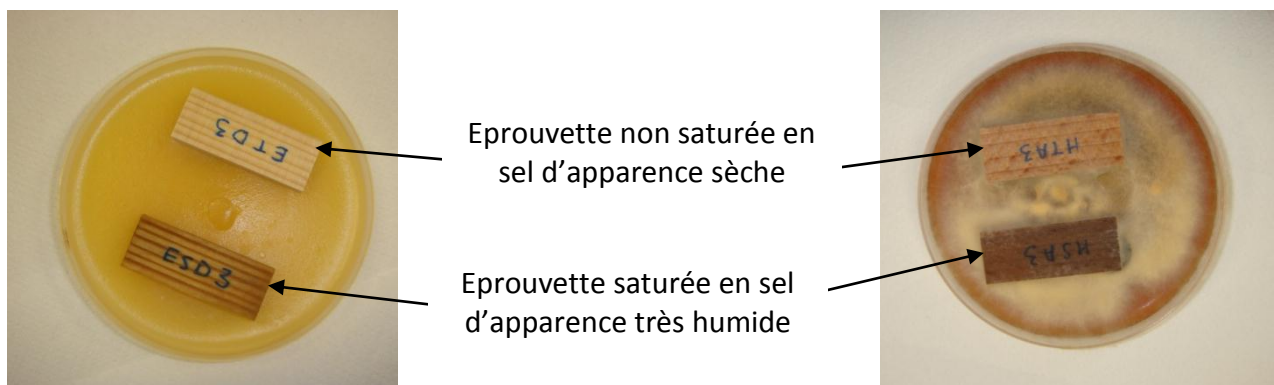 ETD3
ESD3
Eprouvette non saturée en
sel d'apparence sèche
Eprouvette saturée en sel
d'apparence très humide
HTA3
HSA3